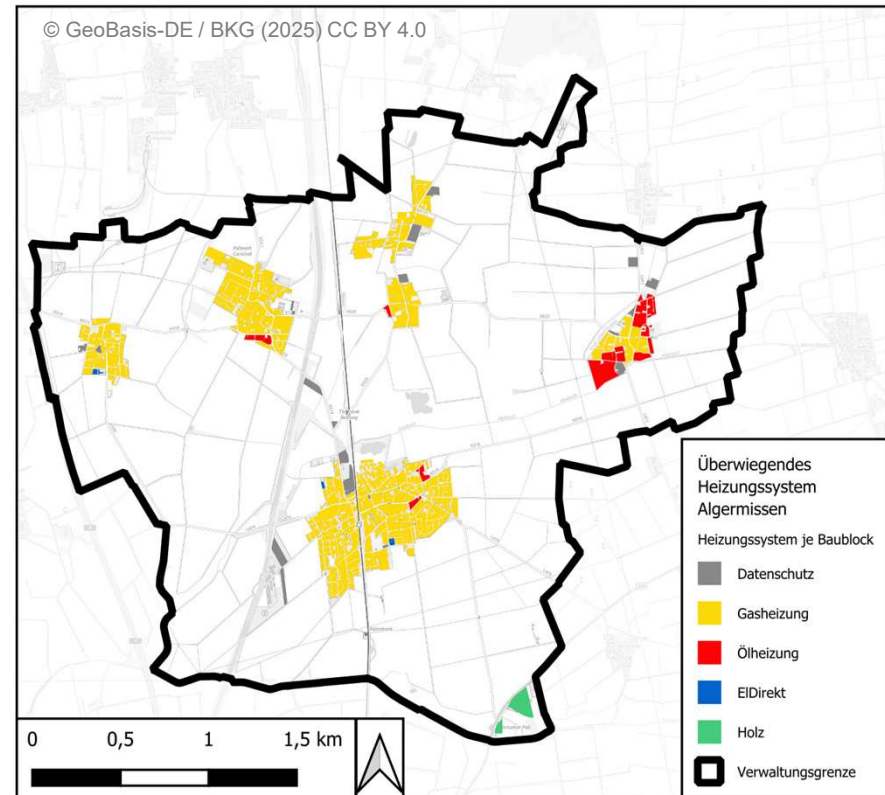 © GeoBasis-DE / BKG (2025) CC BY 4.0
Überwiegendes
Heizungssystem
Algermissen
Heizungssystem je Baublock
Datenschutz
Gasheizung
Ölheizung
ElDirekt
Holz
Verwaltungsgrenze
0 0,5 1 1,5 km